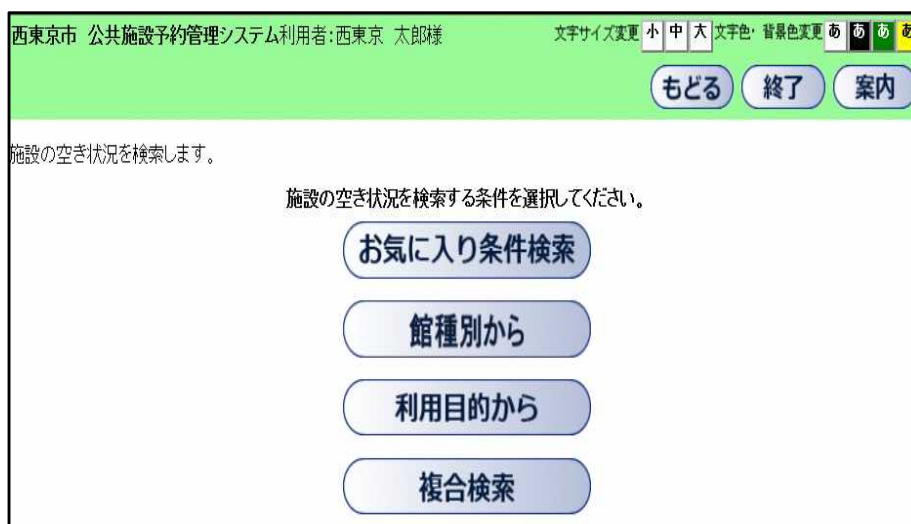 西東京市 公共施設予約管理システム利用者:西東京 太郎様 文字サイズ変更 小 中 大 文字色・背景色変更 あ あ あ あ
もどる 終了 案内
施設の空き状況を検索します。
施設の空き状況を検索する条件を選択してください。
お気に入り条件検索
館種別から
利用目的から
複合検索